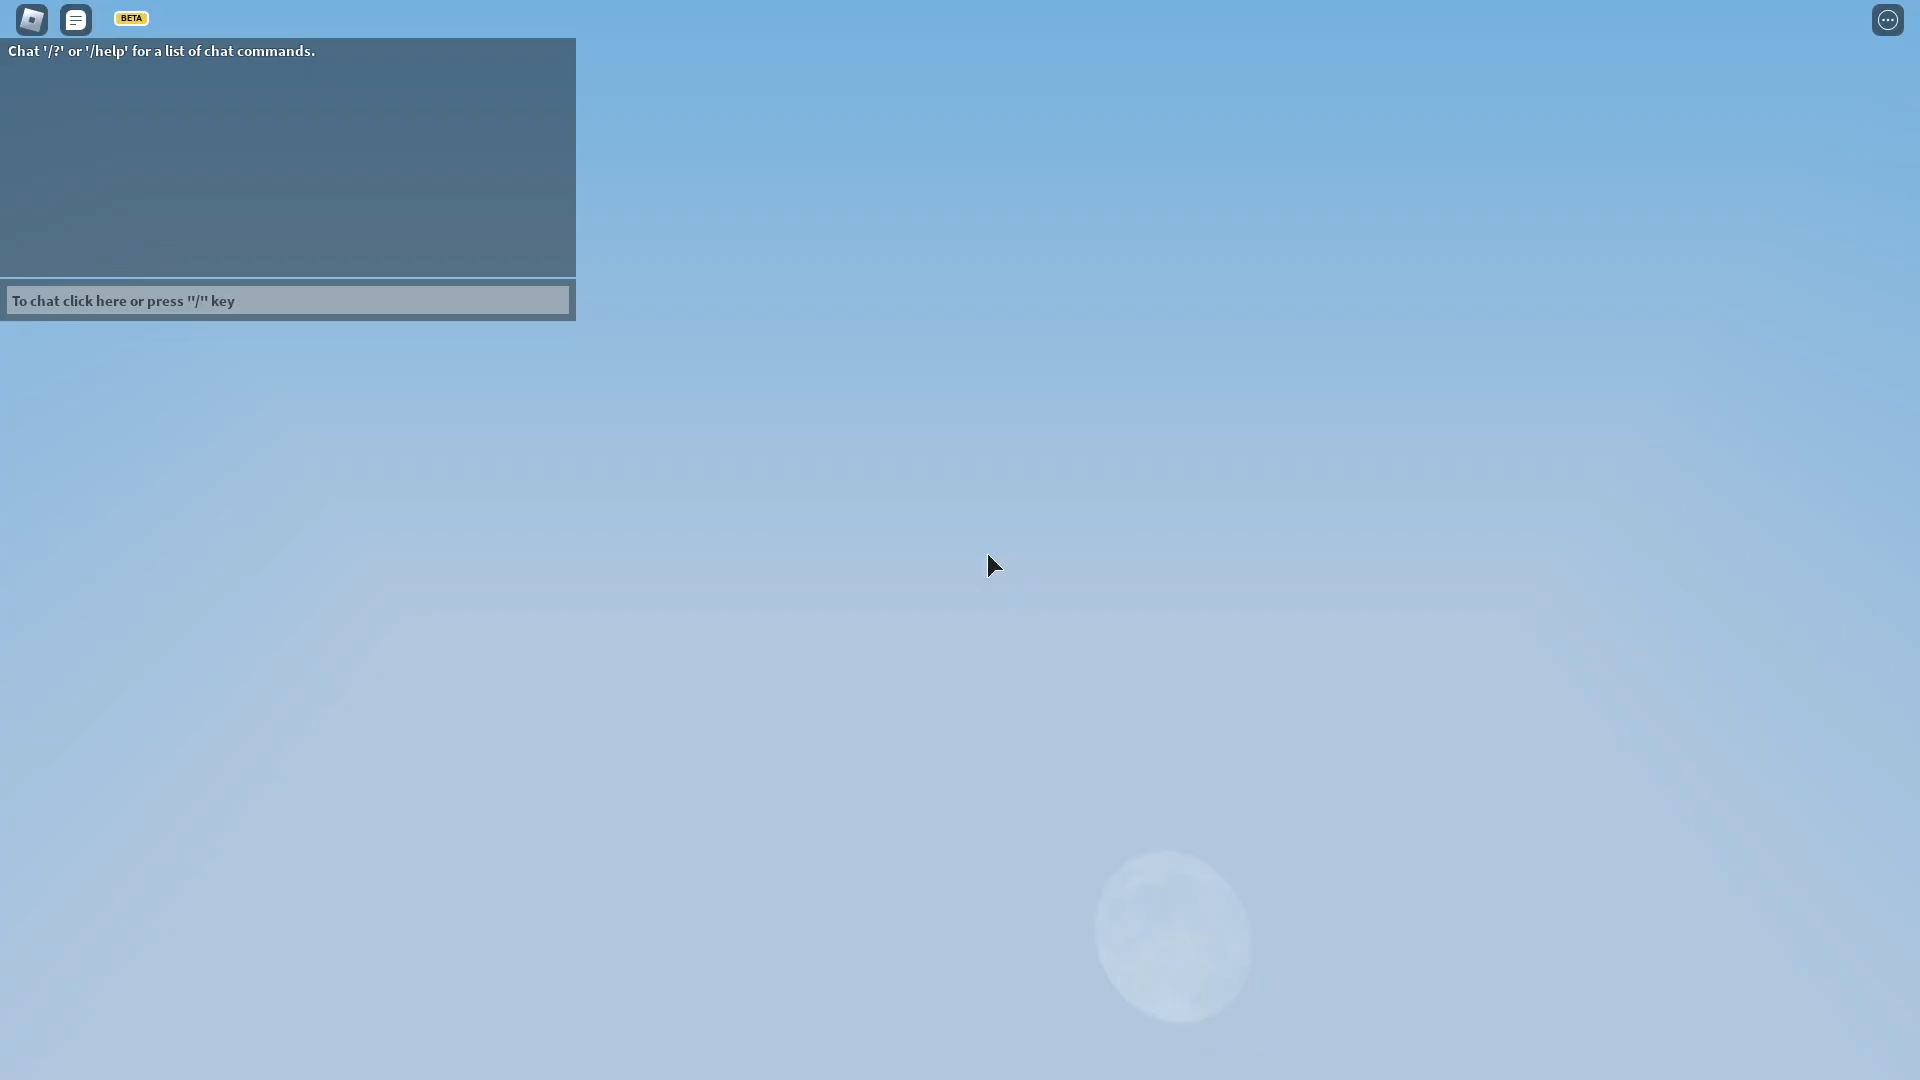 BETA
Chat '/?' or '/help' for a list of chat commands.
To chat click here or press "/" key